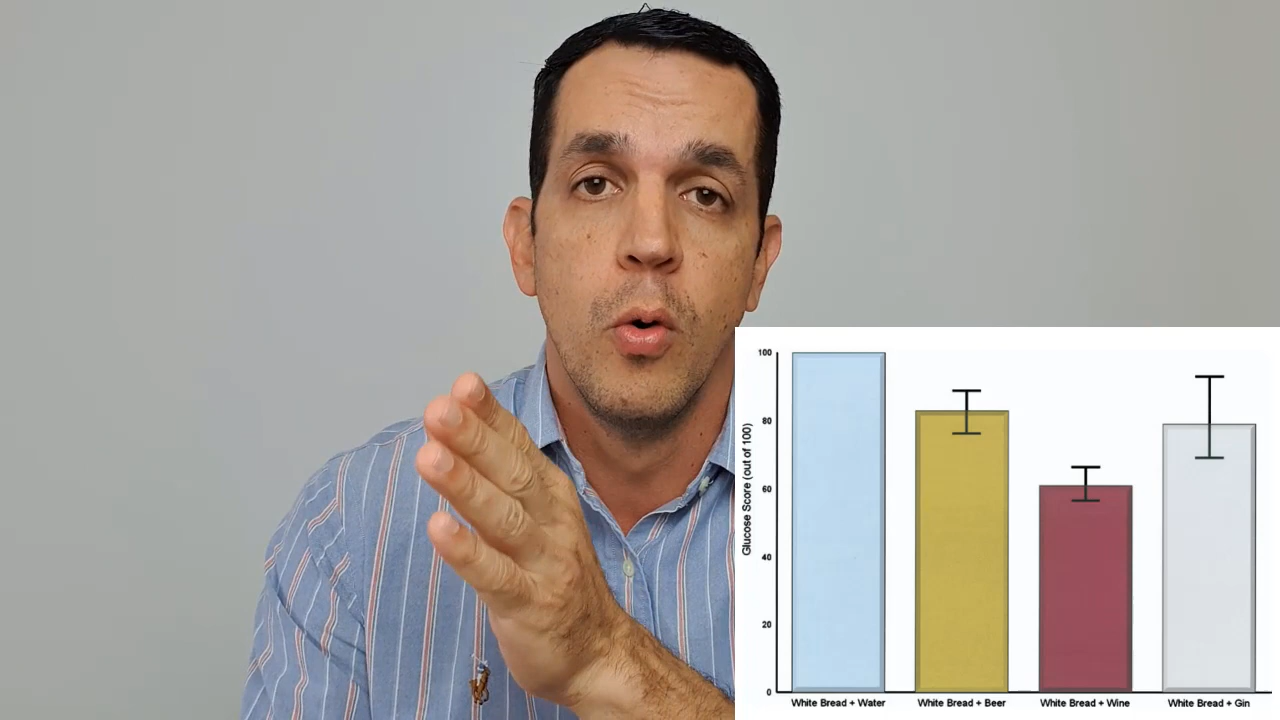 Glucose Score (out of 100)
100
80
60
40
20
0
White Bread + Water
White Bread + Beer
White Bread + Wine
White Bread + Gin